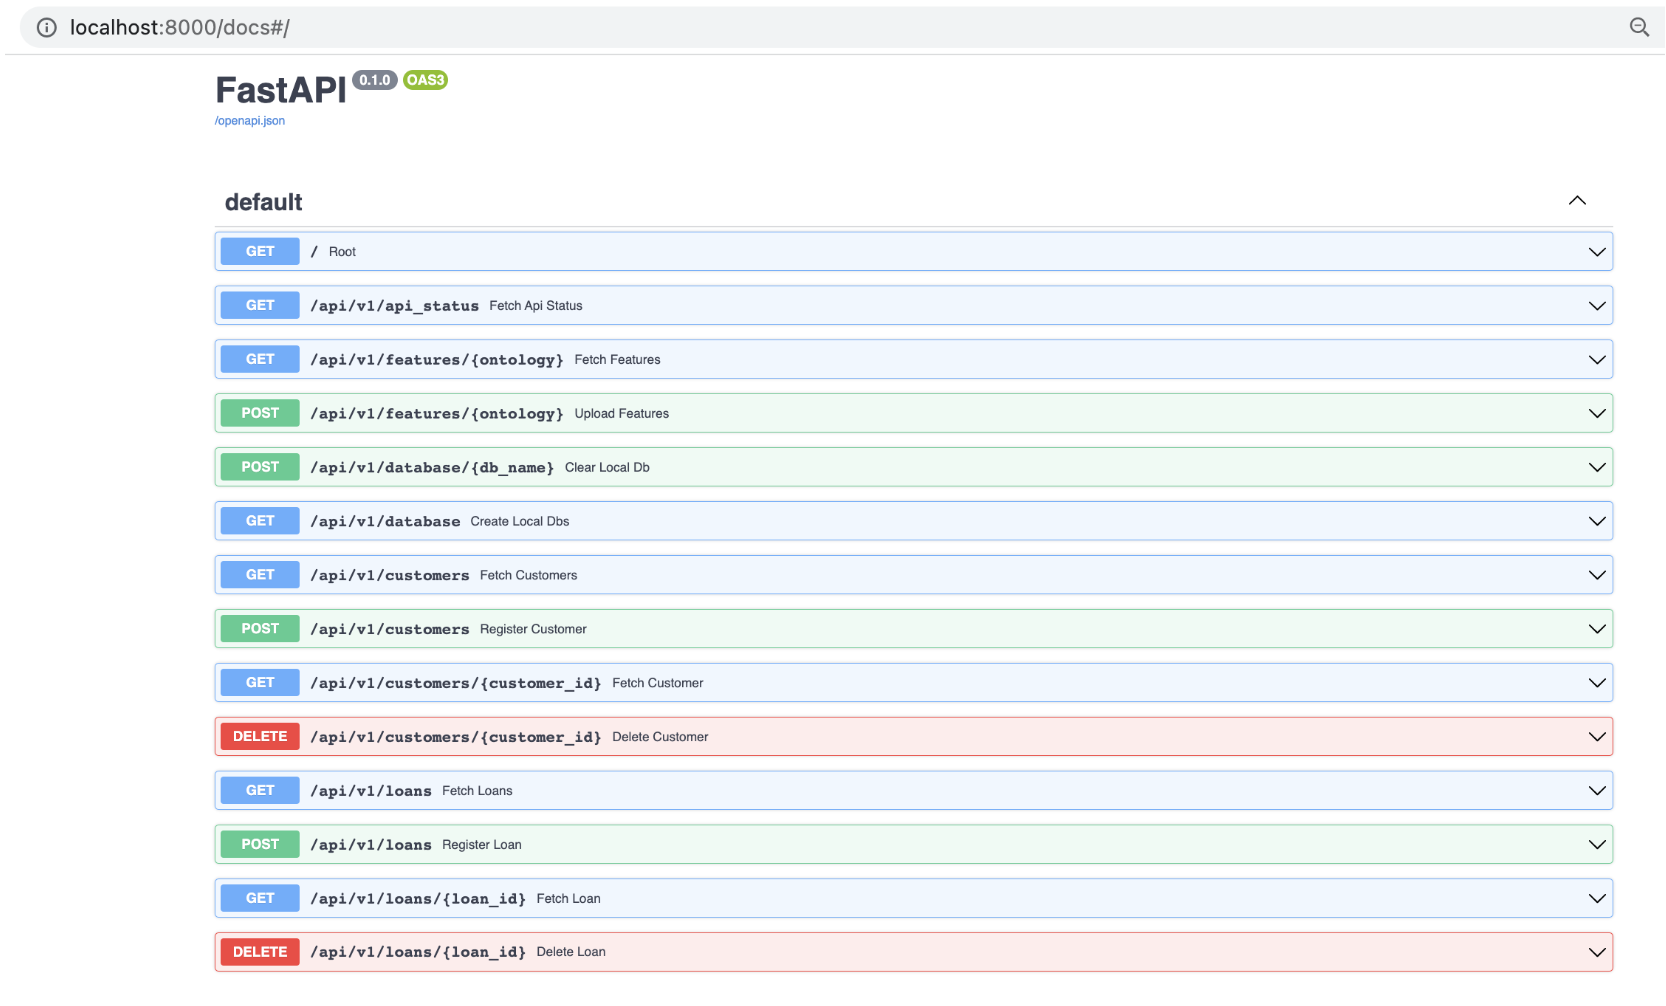 localhost:8000/docs#/
FastAPI 0.1.0 OAS3
/openapi.json
default
GET / Root
GET /api/v1/api_status Fetch Api Status
GET /api/v1/features/{ontology} Fetch Features
POST /api/v1/features/{ontology} Upload Features
POST /api/v1/database/{db_name} Clear Local Db
GET /api/v1/database Create Local Dbs
GET /api/v1/customers Fetch Customers
POST /api/v1/customers Register Customer
GET /api/v1/customers/{customer_id} Fetch Customer
DELETE /api/v1/customers/{customer_id} Delete Customer
GET /api/v1/loans Fetch Loans
POST /api/v1/loans Register Loan
GET /api/v1/loans/{loan_id} Fetch Loan
DELETE /api/v1/loans/{loan_id} Delete Loan